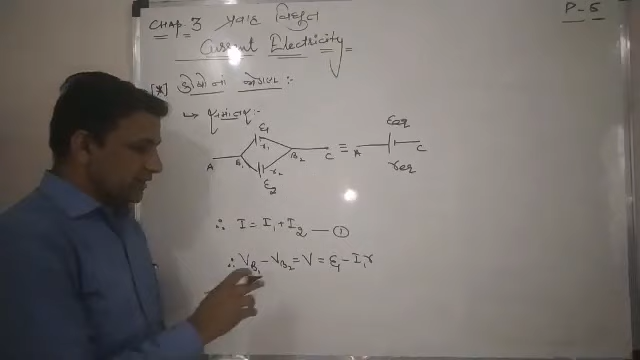 P-5
CHAP-3 પ્રવાહ વિદ્યુત
Current Electricity
[*] કોષોનાં જોડાણ :-
↳ સમાંતર :-
ε1 r1
A B1 B2 C ≡ A C
r2 ε2
εeq
req
∴ I = I1 + I2 — ①
∴ VB1 - VB2 = V = ε1 - I1r